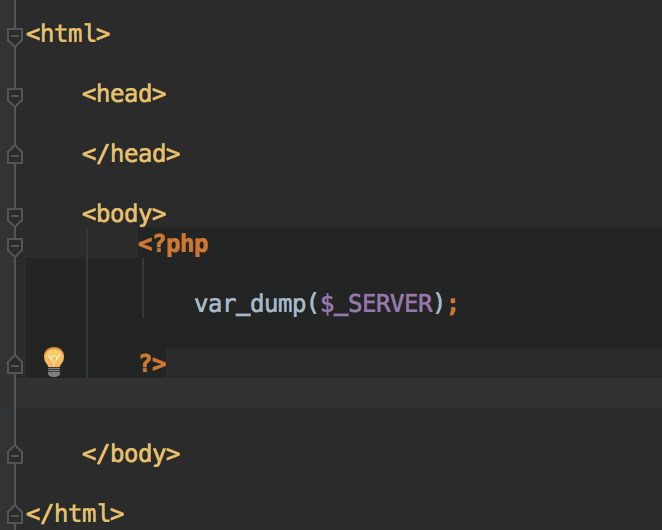 <html>
<head>
</head>
<body>
<?php
var_dump($_SERVER);
?>
</body>
</html>